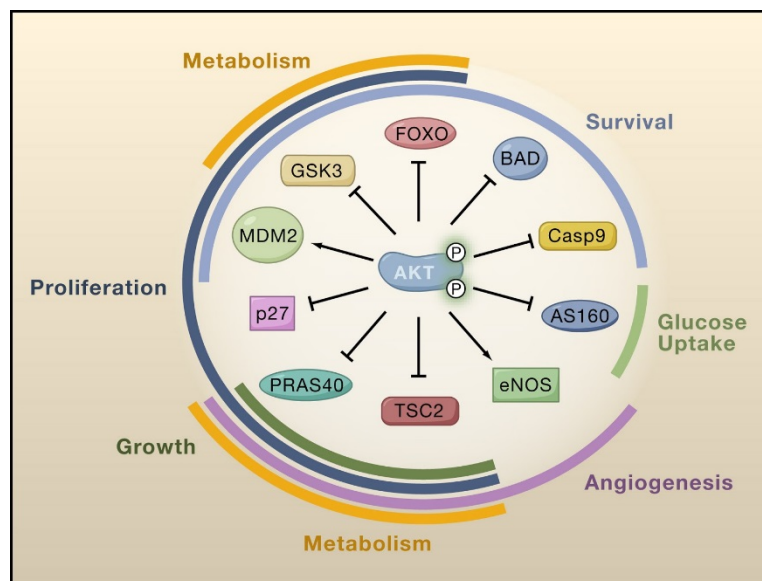 Metabolism
Survival
FOXO
BAD
GSK3
MDM2
Casp9
P
AKT
P
Proliferation
p27
AS160
Glucose
Uptake
PRAS40
TSC2
eNOS
Growth
Angiogenesis
Metabolism